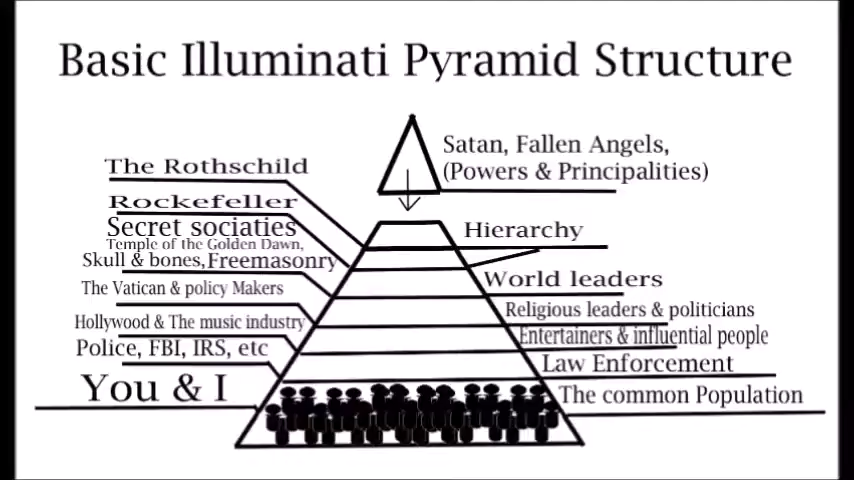 Basic Illuminati Pyramid Structure
Satan, Fallen Angels,
(Powers & Principalities)
The Rothschild
Rockefeller
Secret sociaties
Temple of the Golden Dawn,
Skull & bones, Freemasonry
The Vatican & policy Makers
Hollywood & The music industry
Police, FBI, IRS, etc
You & I
Hierarchy
World leaders
Religious leaders & politicians
Entertainers & influential people
Law Enforcement
The common Population